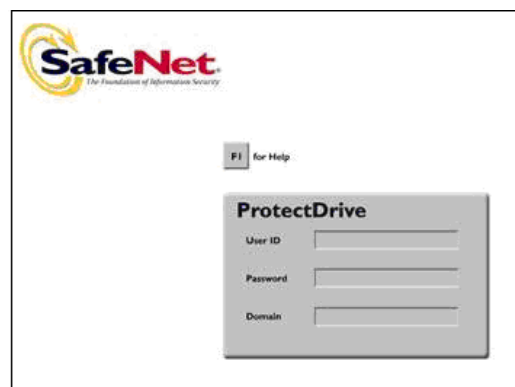 SafeNet.
The Foundation of Information Security
F1 for Help
ProtectDrive
User ID
Password
Domain